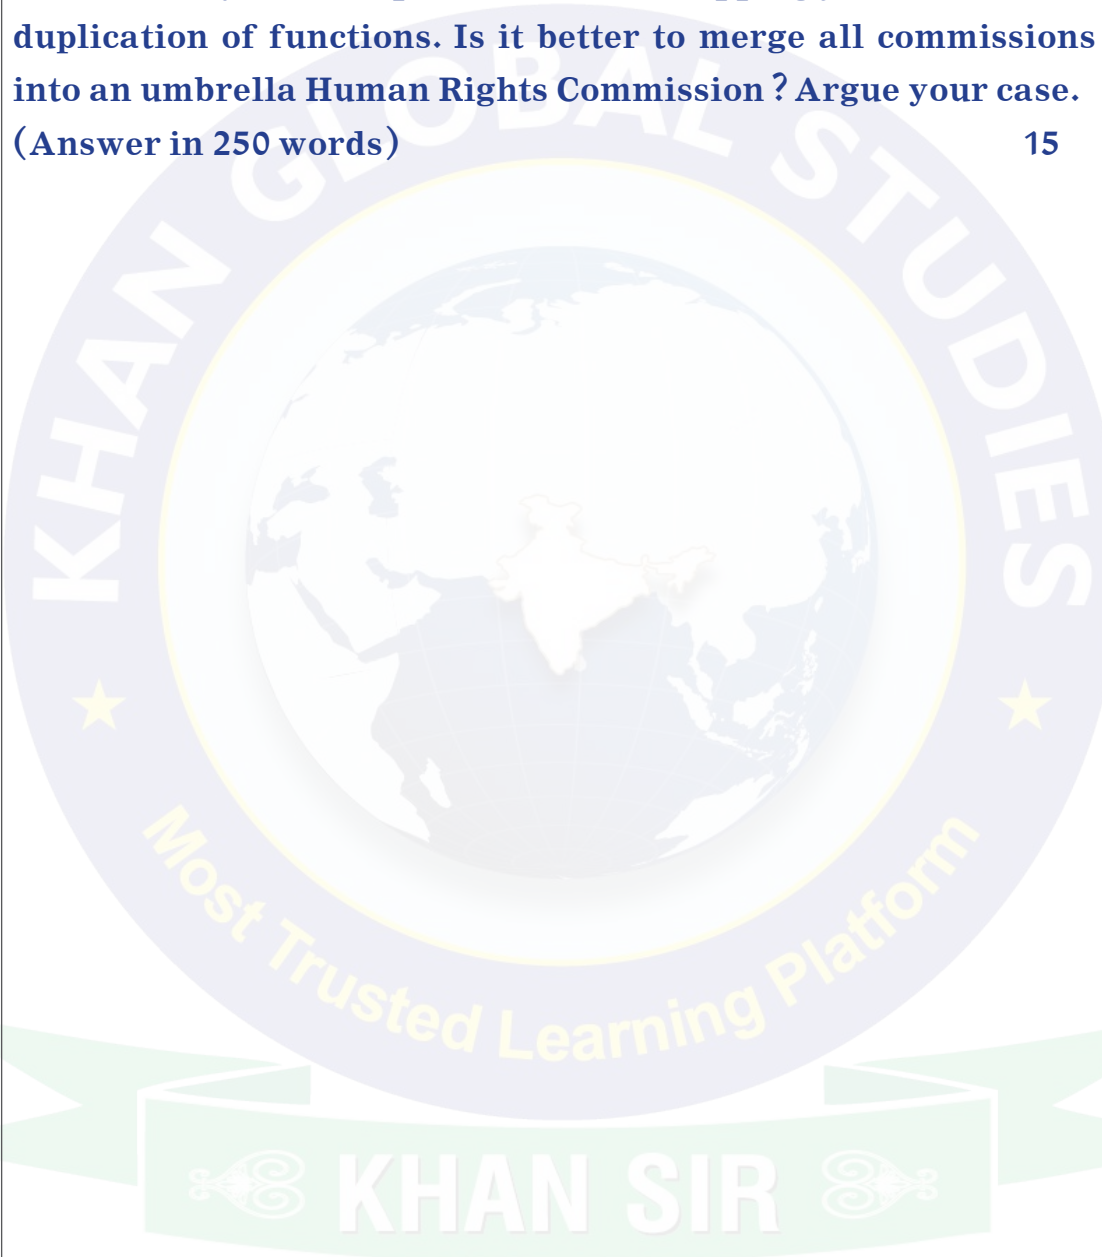 duplication of functions. Is it better to merge all commissions
into an umbrella Human Rights Commission ? Argue your case.
(Answer in 250 words) 15
KHAN GLOBAL STUDIES
Most Trusted Learning Platform
KHAN SIR